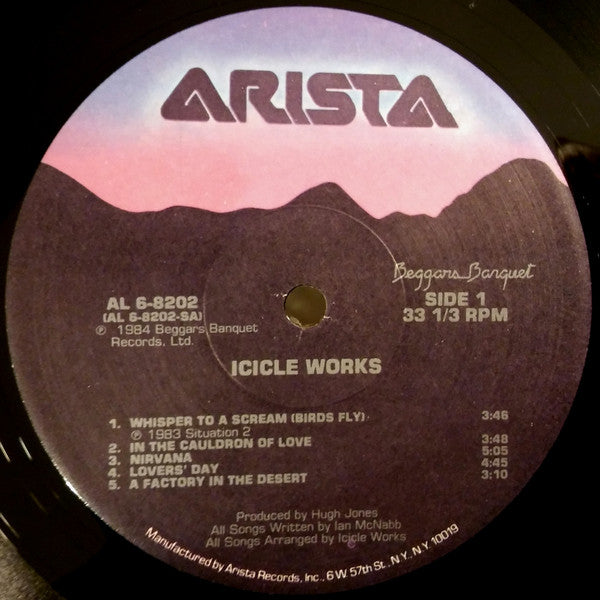 ARISTA
Beggars Banquet
AL 6-8202
(AL 6-8202-SA)
℗ 1984 Beggars Banquet
Records, Ltd.
SIDE 1
33 1/3 RPM
ICICLE WORKS
1. WHISPER TO A SCREAM (BIRDS FLY) 3:46
℗ 1983 Situation 2
2. IN THE CAULDRON OF LOVE 3:48
3. NIRVANA 5:05
4. LOVERS' DAY 4:45
5. A FACTORY IN THE DESERT 3:10
Produced by Hugh Jones
All Songs Written by Ian McNabb
All Songs Arranged by Icicle Works
Manufactured by Arista Records, Inc., 6 W. 57th St., N.Y., N.Y. 10019